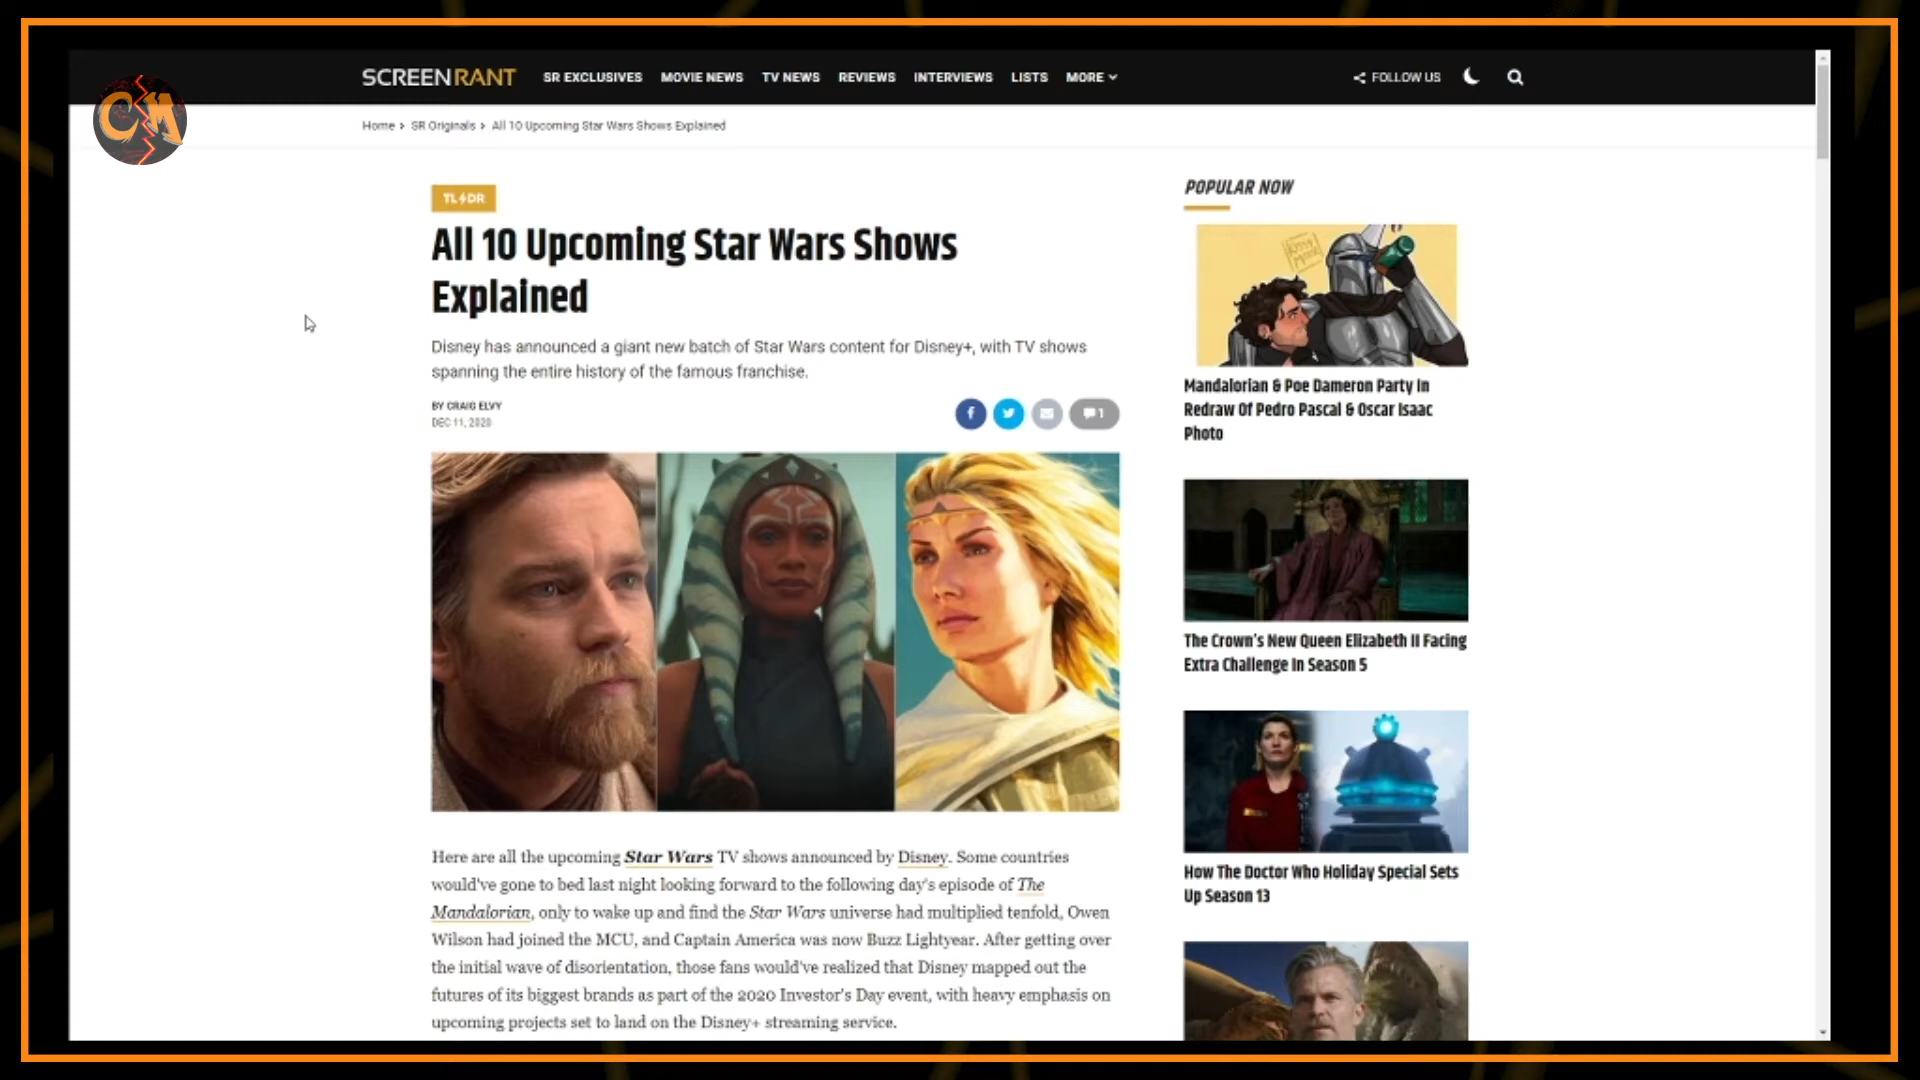 SCREENRANT
SR EXCLUSIVES MOVIE NEWS TV NEWS REVIEWS INTERVIEWS LISTS MORE
FOLLOW US
CM
Home > SR Originals > All 10 Upcoming Star Wars Shows Explained
TL DR
All 10 Upcoming Star Wars Shows
Explained
Disney has announced a giant new batch of Star Wars content for Disney+, with TV shows
spanning the entire history of the famous franchise.
BY CRAIG ELVY
DEC 11, 2020
1
Here are all the upcoming Star Wars TV shows announced by Disney. Some countries
would've gone to bed last night looking forward to the following day's episode of The
Mandalorian, only to wake up and find the Star Wars universe had multiplied tenfold, Owen
Wilson had joined the MCU, and Captain America was now Buzz Lightyear. After getting over
the initial wave of disorientation, those fans would've realized that Disney mapped out the
futures of its biggest brands as part of the 2020 Investor's Day event, with heavy emphasis on
upcoming projects set to land on the Disney+ streaming service.
POPULAR NOW
Mandalorian & Poe Dameron Party In
Redraw Of Pedro Pascal & Oscar Isaac
Photo
The Crown's New Queen Elizabeth II Facing
Extra Challenge In Season 5
How The Doctor Who Holiday Special Sets
Up Season 13